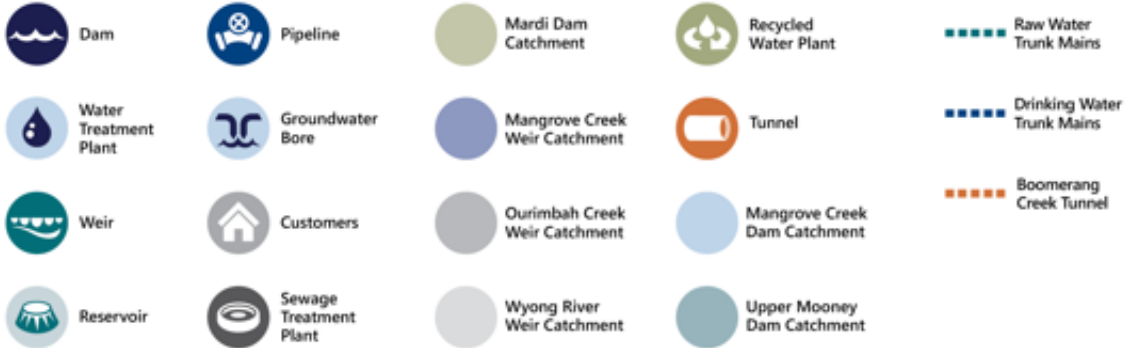 Dam
Water
Treatment
Plant
Weir
Reservoir
Pipeline
Groundwater
Bore
Customers
Sewage
Treatment
Plant
Mardi Dam
Catchment
Mangrove Creek
Weir Catchment
Ourimbah Creek
Weir Catchment
Wyong River
Weir Catchment
Recycled
Water Plant
Tunnel
Mangrove Creek
Dam Catchment
Upper Mooney
Dam Catchment
Raw Water
Trunk Mains
Drinking Water
Trunk Mains
Boomerang
Creek Tunnel